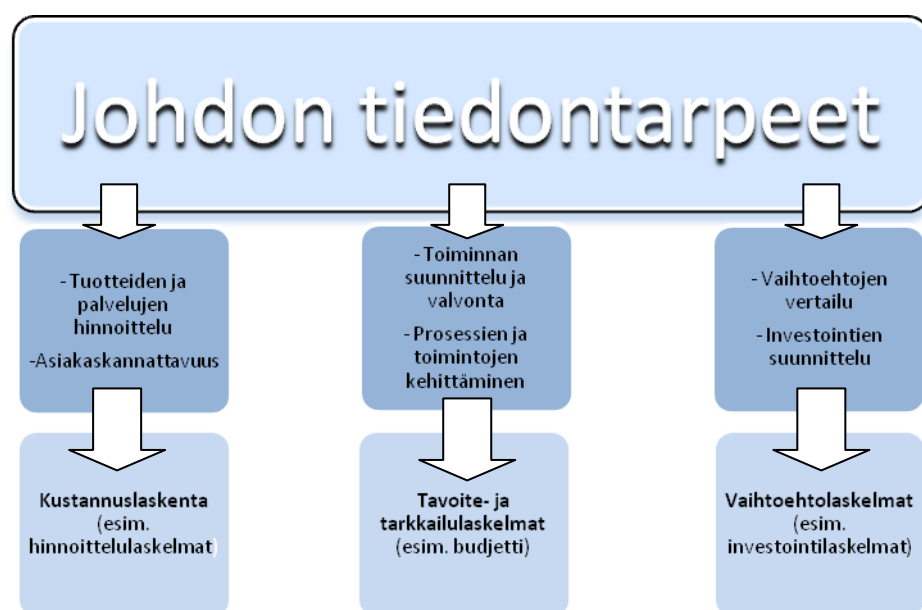 Johdon tiedontarpeet
- Tuotteiden ja
palvelujen
hinnoittelu
-Asiakaskannattavuus
- Toiminnan
suunnittelu ja
valvonta
- Prosessien ja
toimintojen
kehittäminen
- Vaihtoehtojen
vertailu
- Investointien
suunnittelu
Kustannuslaskenta
(esim.
hinnoittelulaskelmat)
Tavoite- ja
tarkkailulaskelmat
(esim. budjetti)
Vaihtoehtolaskelmat
(esim.
investointilaskelmat)